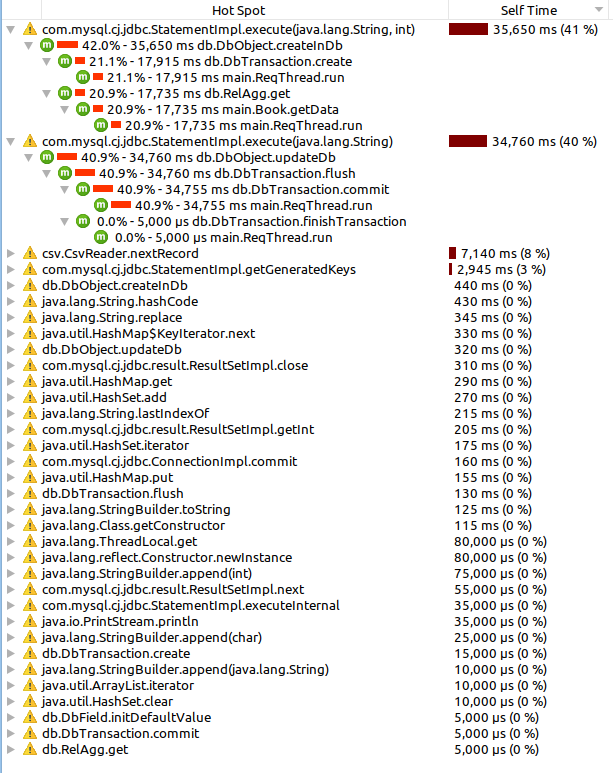 Hot Spot Self Time
com.mysql.cj.jdbc.StatementImpl.execute(java.lang.String, int) 35,650 ms (41 %)
m 42.0% - 35,650 ms db.DbObject.createInDb
m 21.1% - 17,915 ms db.DbTransaction.create
m 21.1% - 17,915 ms main.ReqThread.run
m 20.9% - 17,735 ms db.RelAgg.get
m 20.9% - 17,735 ms main.Book.getData
m 20.9% - 17,735 ms main.ReqThread.run
com.mysql.cj.jdbc.StatementImpl.execute(java.lang.String) 34,760 ms (40 %)
m 40.9% - 34,760 ms db.DbObject.updateDb
m 40.9% - 34,760 ms db.DbTransaction.flush
m 40.9% - 34,755 ms db.DbTransaction.commit
m 40.9% - 34,755 ms main.ReqThread.run
m 0.0% - 5,000 µs db.DbTransaction.finishTransaction
m 0.0% - 5,000 µs main.ReqThread.run
csv.CsvReader.nextRecord 7,140 ms (8 %)
com.mysql.cj.jdbc.StatementImpl.getGeneratedKeys 2,945 ms (3 %)
db.DbObject.createInDb 440 ms (0 %)
java.lang.String.hashCode 430 ms (0 %)
java.lang.String.replace 345 ms (0 %)
java.util.HashMap$KeyIterator.next 330 ms (0 %)
db.DbObject.updateDb 320 ms (0 %)
com.mysql.cj.jdbc.result.ResultSetImpl.close 310 ms (0 %)
java.util.HashMap.get 290 ms (0 %)
java.util.HashSet.add 270 ms (0 %)
java.lang.String.lastIndexOf 215 ms (0 %)
com.mysql.cj.jdbc.result.ResultSetImpl.getInt 205 ms (0 %)
java.util.HashSet.iterator 175 ms (0 %)
com.mysql.cj.jdbc.ConnectionImpl.commit 160 ms (0 %)
java.util.HashMap.put 155 ms (0 %)
db.DbTransaction.flush 130 ms (0 %)
java.lang.StringBuilder.toString 125 ms (0 %)
java.lang.Class.getConstructor 115 ms (0 %)
java.lang.ThreadLocal.get 80,000 µs (0 %)
java.lang.reflect.Constructor.newInstance 80,000 µs (0 %)
java.lang.StringBuilder.append(int) 75,000 µs (0 %)
com.mysql.cj.jdbc.result.ResultSetImpl.next 55,000 µs (0 %)
com.mysql.cj.jdbc.StatementImpl.executeInternal 35,000 µs (0 %)
java.io.PrintStream.println 35,000 µs (0 %)
java.lang.StringBuilder.append(char) 25,000 µs (0 %)
db.DbTransaction.create 15,000 µs (0 %)
java.lang.StringBuilder.append(java.lang.String) 10,000 µs (0 %)
java.util.ArrayList.iterator 10,000 µs (0 %)
java.util.HashSet.clear 10,000 µs (0 %)
db.DbField.initDefaultValue 5,000 µs (0 %)
db.DbTransaction.commit 5,000 µs (0 %)
db.RelAgg.get 5,000 µs (0 %)